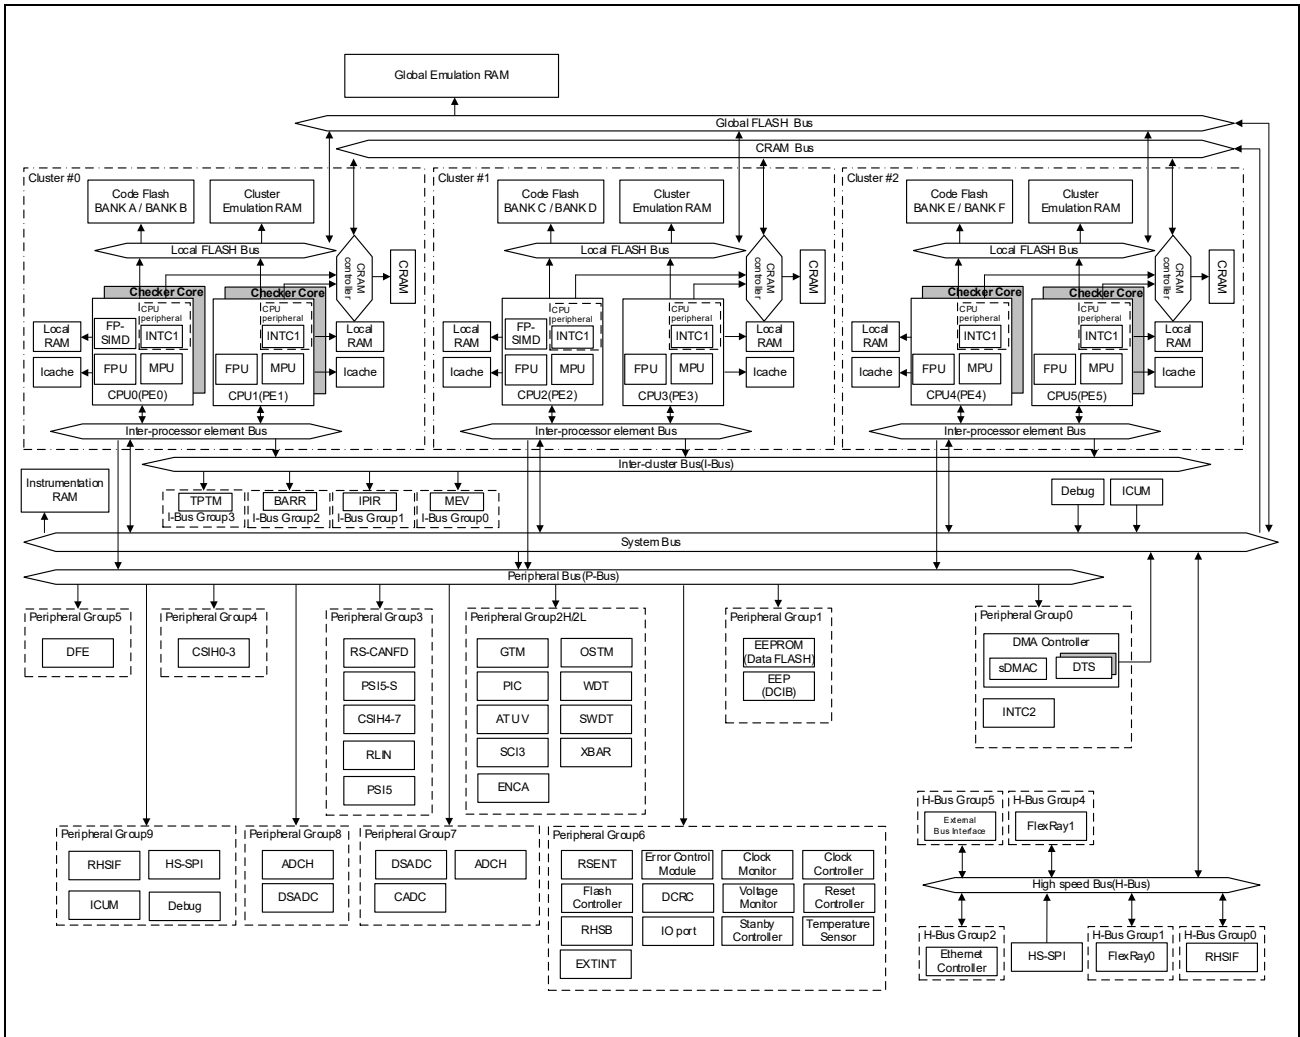 Global Emulation RAM
Global FLASH Bus
CRAM Bus
Cluster #0
Code Flash
BANK A / BANK B
Cluster
Emulation RAM
Local FLASH Bus
CRAM
controller
CRAM
Checker Core
Checker Core
CPU
peripheral
INTC1
FP-
SIMD
FPU
MPU
CPU0(PE0)
CPU
peripheral
INTC1
FPU
MPU
CPU1(PE1)
Local
RAM
Icache
Local
RAM
Icache
Inter-processor element Bus
Cluster #1
Code Flash
BANK C / BANK D
Cluster
Emulation RAM
Local FLASH Bus
CRAM
controller
CRAM
CPU
peripheral
INTC1
FP-
SIMD
FPU
MPU
CPU2(PE2)
CPU
peripheral
INTC1
FPU
MPU
CPU3(PE3)
Local
RAM
Icache
Local
RAM
Icache
Inter-processor element Bus
Cluster #2
Code Flash
BANK E / BANK F
Cluster
Emulation RAM
Local FLASH Bus
CRAM
controller
CRAM
Checker Core
Checker Core
CPU
peripheral
INTC1
FPU
MPU
CPU4(PE4)
CPU
peripheral
INTC1
FPU
MPU
CPU5(PE5)
Local
RAM
Icache
Local
RAM
Icache
Inter-processor element Bus
Inter-cluster Bus(I-Bus)
Instrumentation
RAM
TPTM
I-Bus Group3
BARR
I-Bus Group2
IPIR
I-Bus Group1
MEV
I-Bus Group0
Debug
ICUM
System Bus
Peripheral Bus(P-Bus)
Peripheral Group5
DFE
Peripheral Group4
CSIH0-3
Peripheral Group3
RS-CANFD
PSI5-S
CSIH4-7
RLIN
PSI5
Peripheral Group2H/2L
GTM
OSTM
PIC
WDT
ATUV
SWDT
SCI3
XBAR
ENCA
Peripheral Group1
EEPROM
(Data FLASH)
EEP
(DCIB)
Peripheral Group0
DMA Controller
sDMAC
DTS
INTC2
Peripheral Group9
RHSIF
HS-SPI
ICUM
Debug
Peripheral Group8
ADCH
DSADC
Peripheral Group7
DSADC
ADCH
CADC
Peripheral Group6
RSENT
Error Control
Module
Clock
Monitor
Clock
Controller
Flash
Controller
DCRC
Voltage
Monitor
Reset
Controller
RHSB
IO port
Stanby
Controller
Temperature
Sensor
EXTINT
H-Bus Group5
External
Bus Interface
H-Bus Group4
FlexRay1
High speed Bus(H-Bus)
H-Bus Group2
Ethernet
Controller
HS-SPI
H-Bus Group1
FlexRay0
H-Bus Group0
RHSIF